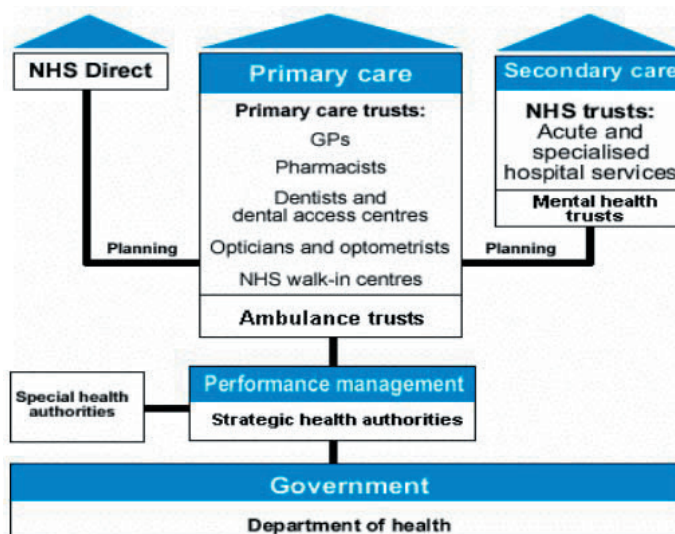 NHS Direct
Primary care
Primary care trusts:
GPs
Pharmacists
Dentists and
dental access centres
Opticians and optometrists
NHS walk-in centres
Ambulance trusts
Secondary care
NHS trusts:
Acute and
specialised
hospital services
Mental health
trusts
Planning
Planning
Performance management
Strategic health authorities
Special health
authorities
Government
Department of health